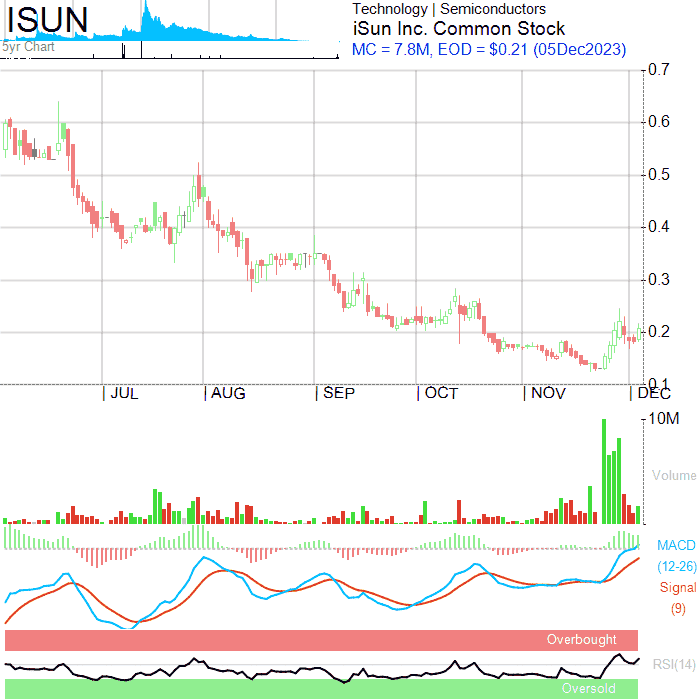 ISUN
5yr Chart
Technology | Semiconductors
iSun Inc. Common Stock
MC = 7.8M, EOD = $0.21 (05Dec2023)
0.7
0.6
0.5
0.4
0.3
0.2
0.1
JUL AUG SEP OCT NOV DEC
10M
Volume
MACD
(12-26)
Signal
(9)
Overbought
RSI(14)
Oversold